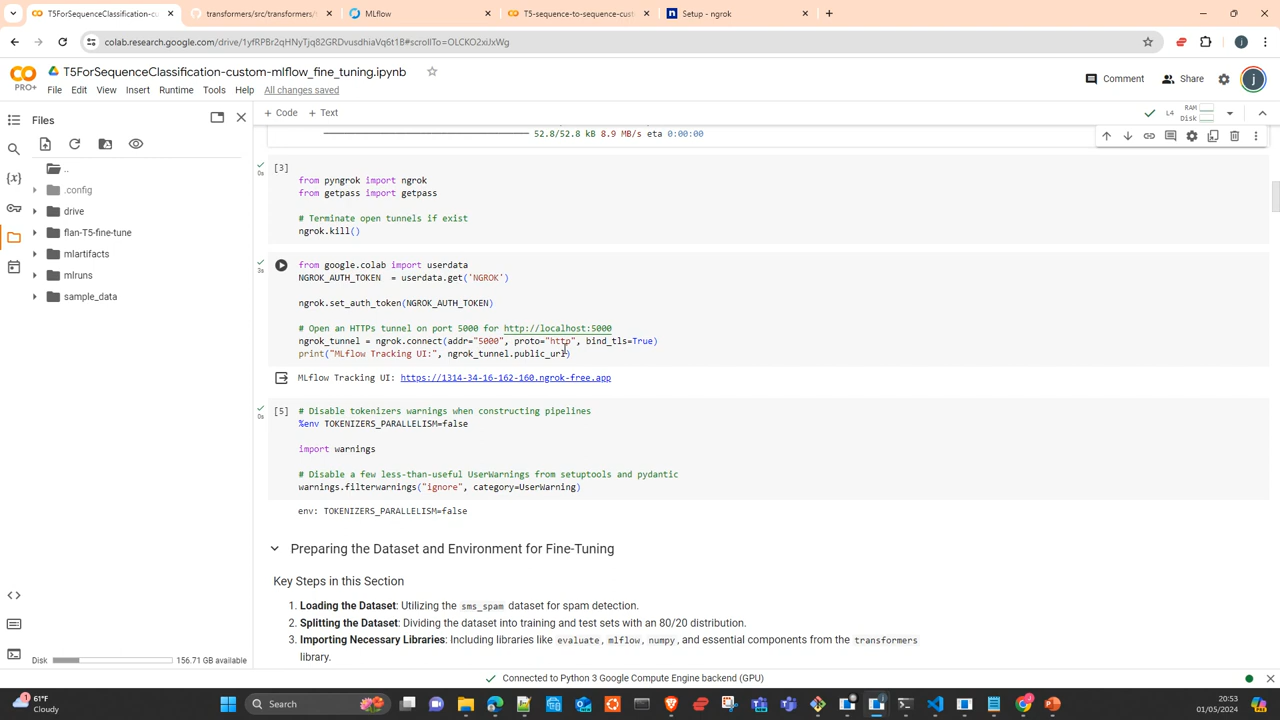 T5ForSequenceClassification-cu
transformers/src/transformers/t
MLflow
T5-sequence-to-sequence-cust
Setup - ngrok
colab.research.google.com/drive/1yfRPBr2qHNyTjq82GRDvusdhiaVq6t1B#scrollTo=OLCKO2xiJxWg
T5ForSequenceClassification-custom-mlflow_fine_tuning.ipynb
PRO+
File Edit View Insert Runtime Tools Help All changes saved
Comment
Share
j
Files
+ Code + Text
L4
RAM
Disk
..
.config
drive
flan-T5-fine-tune
mlartifacts
mlruns
sample_data
52.8/52.8 kB 8.9 MB/s eta 0:00:00
[3]
0s
from pyngrok import ngrok
from getpass import getpass
# Terminate open tunnels if exist
ngrok.kill()
3s
from google.colab import userdata
NGROK_AUTH_TOKEN  = userdata.get('NGROK')
ngrok.set_auth_token(NGROK_AUTH_TOKEN)
# Open an HTTPs tunnel on port 5000 for http://localhost:5000
ngrok_tunnel = ngrok.connect(addr="5000", proto="http", bind_tls=True)
print("MLflow Tracking UI:", ngrok_tunnel.public_url)
MLflow Tracking UI: https://1314-34-16-162-160.ngrok-free.app
[5]
0s
# Disable tokenizers warnings when constructing pipelines
%env TOKENIZERS_PARALLELISM=false
import warnings
# Disable a few less-than-useful UserWarnings from setuptools and pydantic
warnings.filterwarnings("ignore", category=UserWarning)
env: TOKENIZERS_PARALLELISM=false
Preparing the Dataset and Environment for Fine-Tuning
Key Steps in this Section
1. Loading the Dataset: Utilizing the sms_spam dataset for spam detection.
2. Splitting the Dataset: Dividing the dataset into training and test sets with an 80/20 distribution.
3. Importing Necessary Libraries: Including libraries like evaluate, mlflow, numpy, and essential components from the transformers
library.
Disk
156.71 GB available
Connected to Python 3 Google Compute Engine backend (GPU)
61°F
Cloudy
Search
20:53
01/05/2024